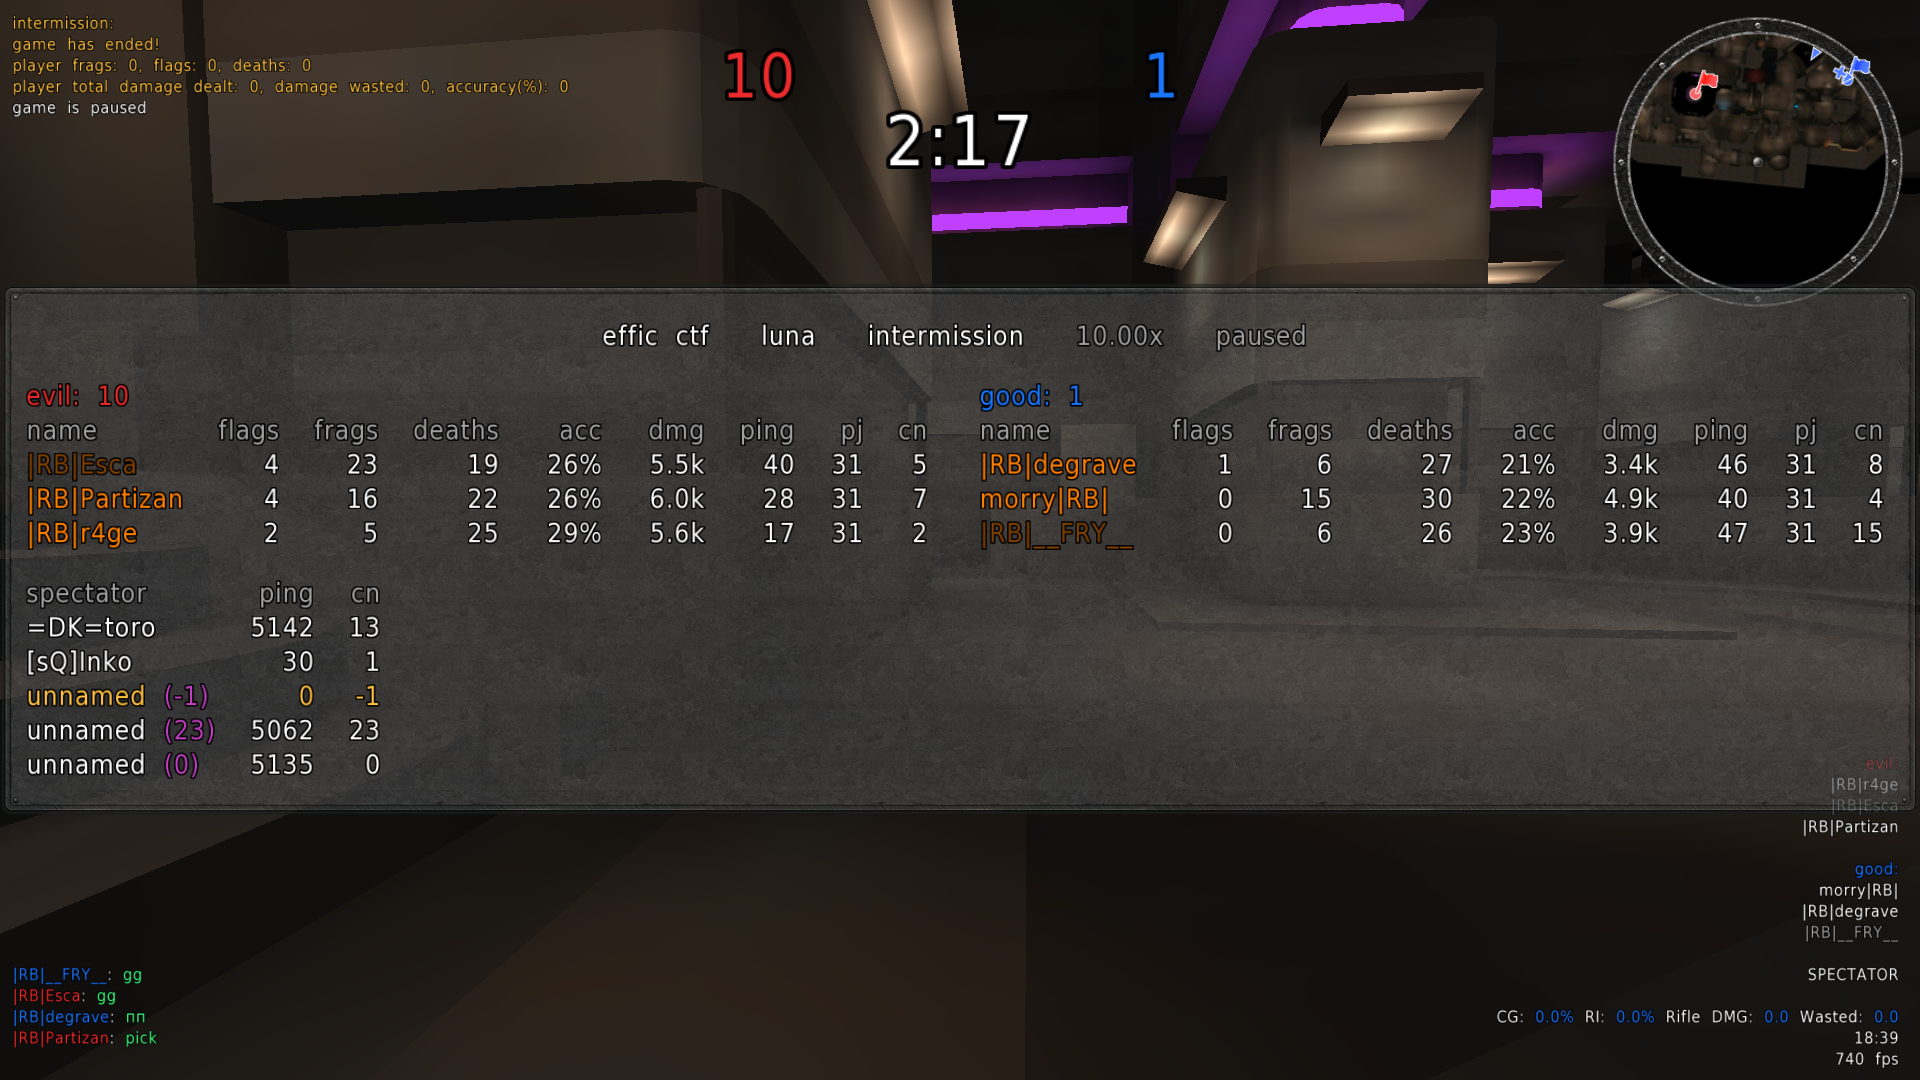 intermission:
game has ended!
player frags: 0, flags: 0, deaths: 0
player total damage dealt: 0, damage wasted: 0, accuracy(%): 0
game is paused
10 1
2:17
effic ctf luna intermission 10.00x paused
evil: 10
name flags frags deaths acc dmg ping pj cn
|RB|Esca 4 23 19 26% 5.5k 40 31 5
|RB|Partizan 4 16 22 26% 6.0k 28 31 7
|RB|r4ge 2 5 25 29% 5.6k 17 31 2
good: 1
name flags frags deaths acc dmg ping pj cn
|RB|degrave 1 6 27 21% 3.4k 46 31 8
morry|RB| 0 15 30 22% 4.9k 40 31 4
|RB|__FRY__ 0 6 26 23% 3.9k 47 31 15
spectator ping cn
=DK=toro 5142 13
[sQ]Inko 30 1
unnamed (-1) 0 -1
unnamed (23) 5062 23
unnamed (0) 5135 0
evil:
|RB|r4ge
|RB|Esca
|RB|Partizan
good:
morry|RB|
|RB|degrave
|RB|__FRY__
SPECTATOR
CG: 0.0% RI: 0.0% Rifle DMG: 0.0 Wasted: 0.0
18:39
740 fps
|RB|__FRY__: gg
|RB|Esca: gg
|RB|degrave: пп
|RB|Partizan: pick